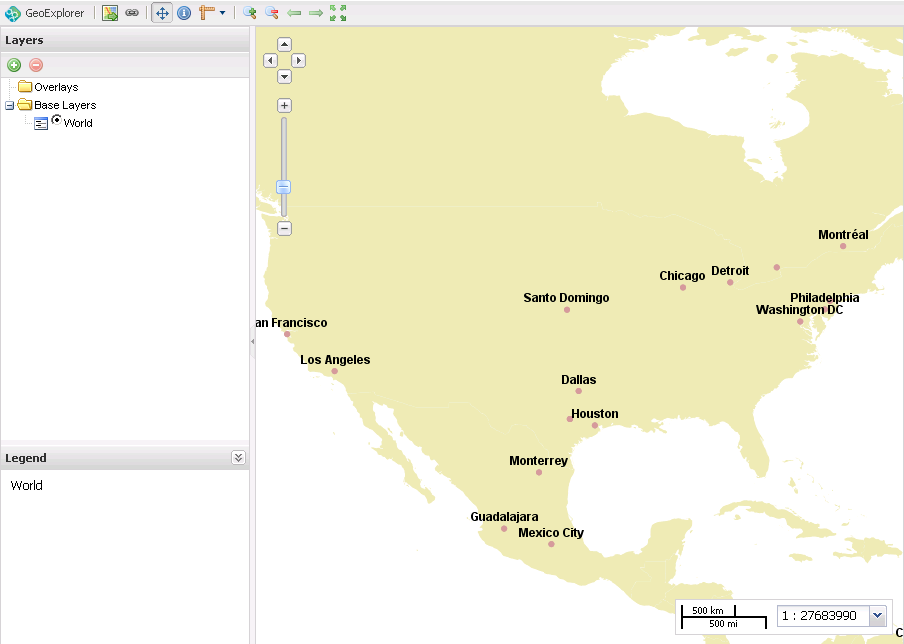 GeoExplorer
Layers
Overlays
Base Layers
World
Legend
World
Montréal
Chicago
Detroit
Santo Domingo
Philadelphia
Washington DC
an Francisco
Los Angeles
Dallas
Houston
Monterrey
Guadalajara
Mexico City
500 km
500 mi
1 : 27683990
C